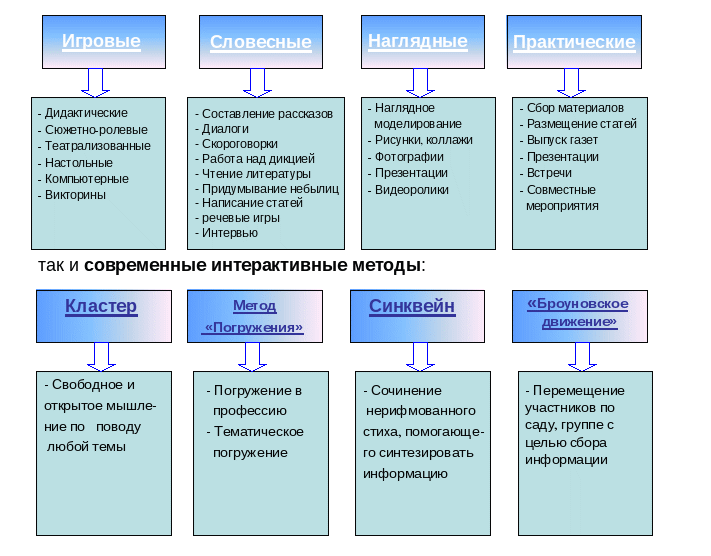 Игровые
Словесные
Наглядные
Практические
- Дидактические
- Сюжетно-ролевые
- Театрализованные
- Настольные
- Компьютерные
- Викторины
- Составление рассказов
- Диалоги
- Скороговорки
- Работа над дикцией
- Чтение литературы
- Придумывание небылиц
- Написание статей
- речевые игры
- Интервью
- Наглядное
моделирование
- Рисунки, коллажи
- Фотографии
- Презентации
- Видеоролики
- Сбор материалов
- Размещение статей
- Выпуск газет
- Презентации
- Встречи
- Совместные
мероприятия
так и современные интерактивные методы:
Кластер
Метод
«Погружения»
Синквейн
«Броуновское
движение»
- Свободное и
открытое мышле-
ние по поводу
любой темы
- Погружение в
профессию
- Тематическое
погружение
- Сочинение
нерифмованного
стиха, помогающе-
го синтезировать
информацию
- Перемещение
участников по
саду, группе с
целью сбора
информации